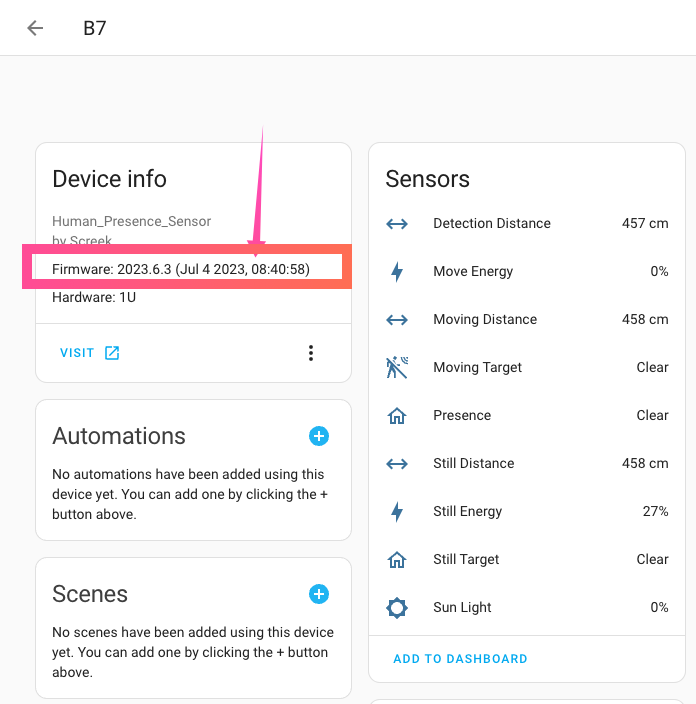 B7
Device info
Human_Presence_Sensor
by Screek
Firmware: 2023.6.3 (Jul 4 2023, 08:40:58)
Hardware: 1U
VISIT
Automations
No automations have been added using this
device yet. You can add one by clicking the +
button above.
Scenes
No scenes have been added using this device
yet. You can add one by clicking the + button
above.
Sensors
Detection Distance 457 cm
Move Energy 0%
Moving Distance 458 cm
Moving Target Clear
Presence Clear
Still Distance 458 cm
Still Energy 27%
Still Target Clear
Sun Light 0%
ADD TO DASHBOARD